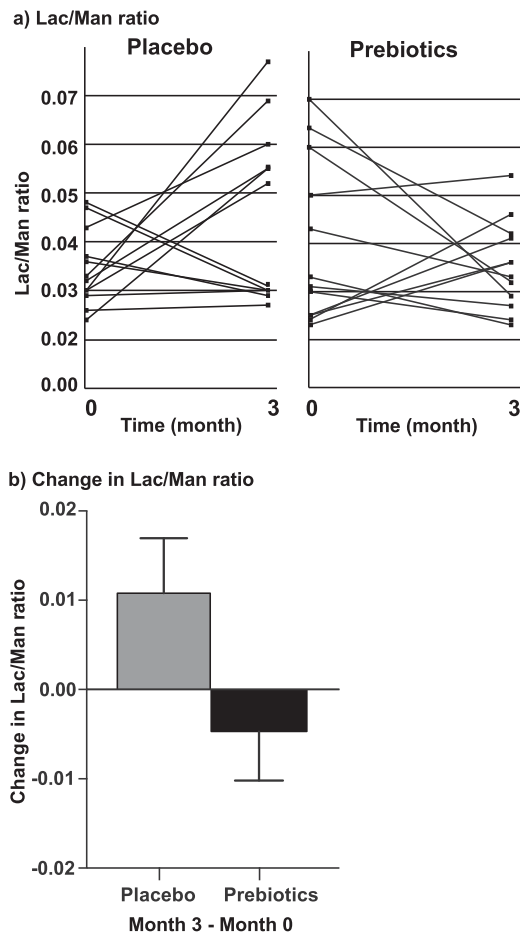 a) Lac/Man ratio
Placebo
Prebiotics
Lac/Man ratio
0.07
0.06
0.05
0.04
0.03
0.02
0.00
0
3
0
3
Time (month)
Time (month)
b) Change in Lac/Man ratio
Change in Lac/Man ratio
0.02
0.01
0.00
-0.01
-0.02
Placebo
Prebiotics
Month 3 - Month 0